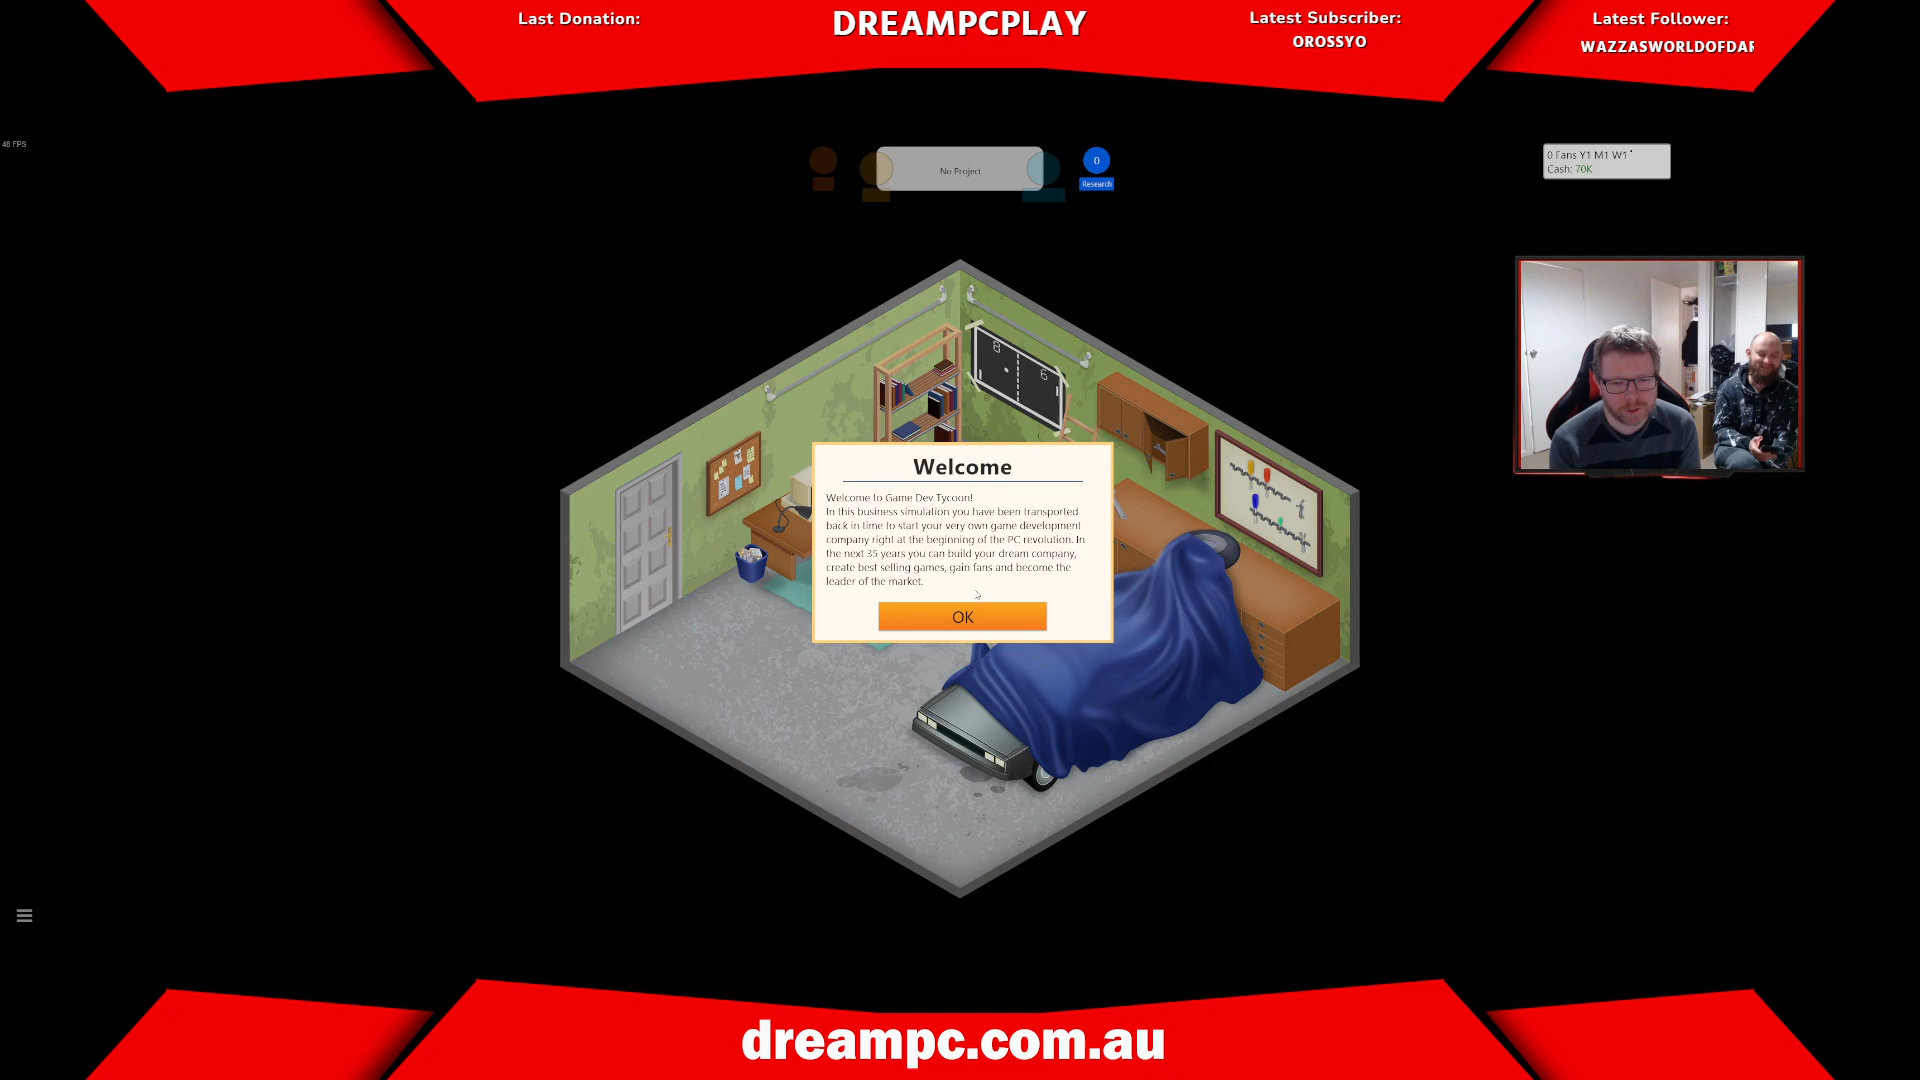 Last Donation:
DREAMPCPLAY
Latest Subscriber:
OROSSYO
Latest Follower:
WAZZASWORLDOFDAR
46 FPS
No Project
0
Research
0 Fans Y1 M1 W1
Cash: 70K
8
6
Welcome
Welcome to Game Dev Tycoon!
In this business simulation you have been transported
back in time to start your very own game development
company right at the beginning of the PC revolution. In
the next 35 years you can build your dream company,
create best selling games, gain fans and become the
leader of the market.
OK
dreampc.com.au